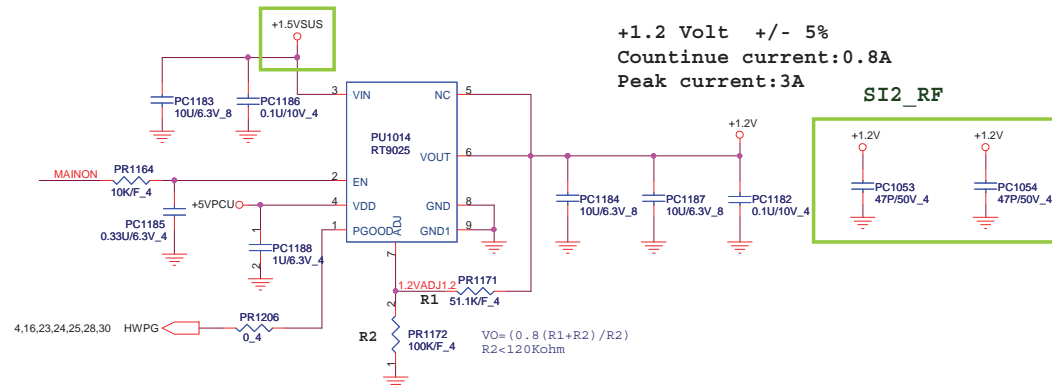 +1.5VSUS
+1.2 Volt +/- 5%
Countinue current:0.8A
Peak current:3A
SI2_RF
PC1183
10U/6.3V_8
PC1186
0.1U/10V_4
3
VIN
NC
5
PU1014
RT9025
VOUT
6
+1.2V
+1.2V
+1.2V
MAINON
PR1164
10K/F_4
2
EN
PC1185
0.33U/6.3V_4
+5VPCU
4
VDD
GND
8
1
PGOOD
ADJ
GND1
9
7
PC1184
10U/6.3V_8
PC1187
10U/6.3V_8
PC1182
0.1U/10V_4
PC1053
47P/50V_4
PC1054
47P/50V_4
1
PC1188
1U/6.3V_4
2
1.2VADJ1.2
PR1171
51.1K/F_4
R1
4,16,23,24,25,28,30
HWPG
PR1206
0_4
2
R2
PR1172
100K/F_4
1
VO=(0.8(R1+R2)/R2)
R2<120Kohm